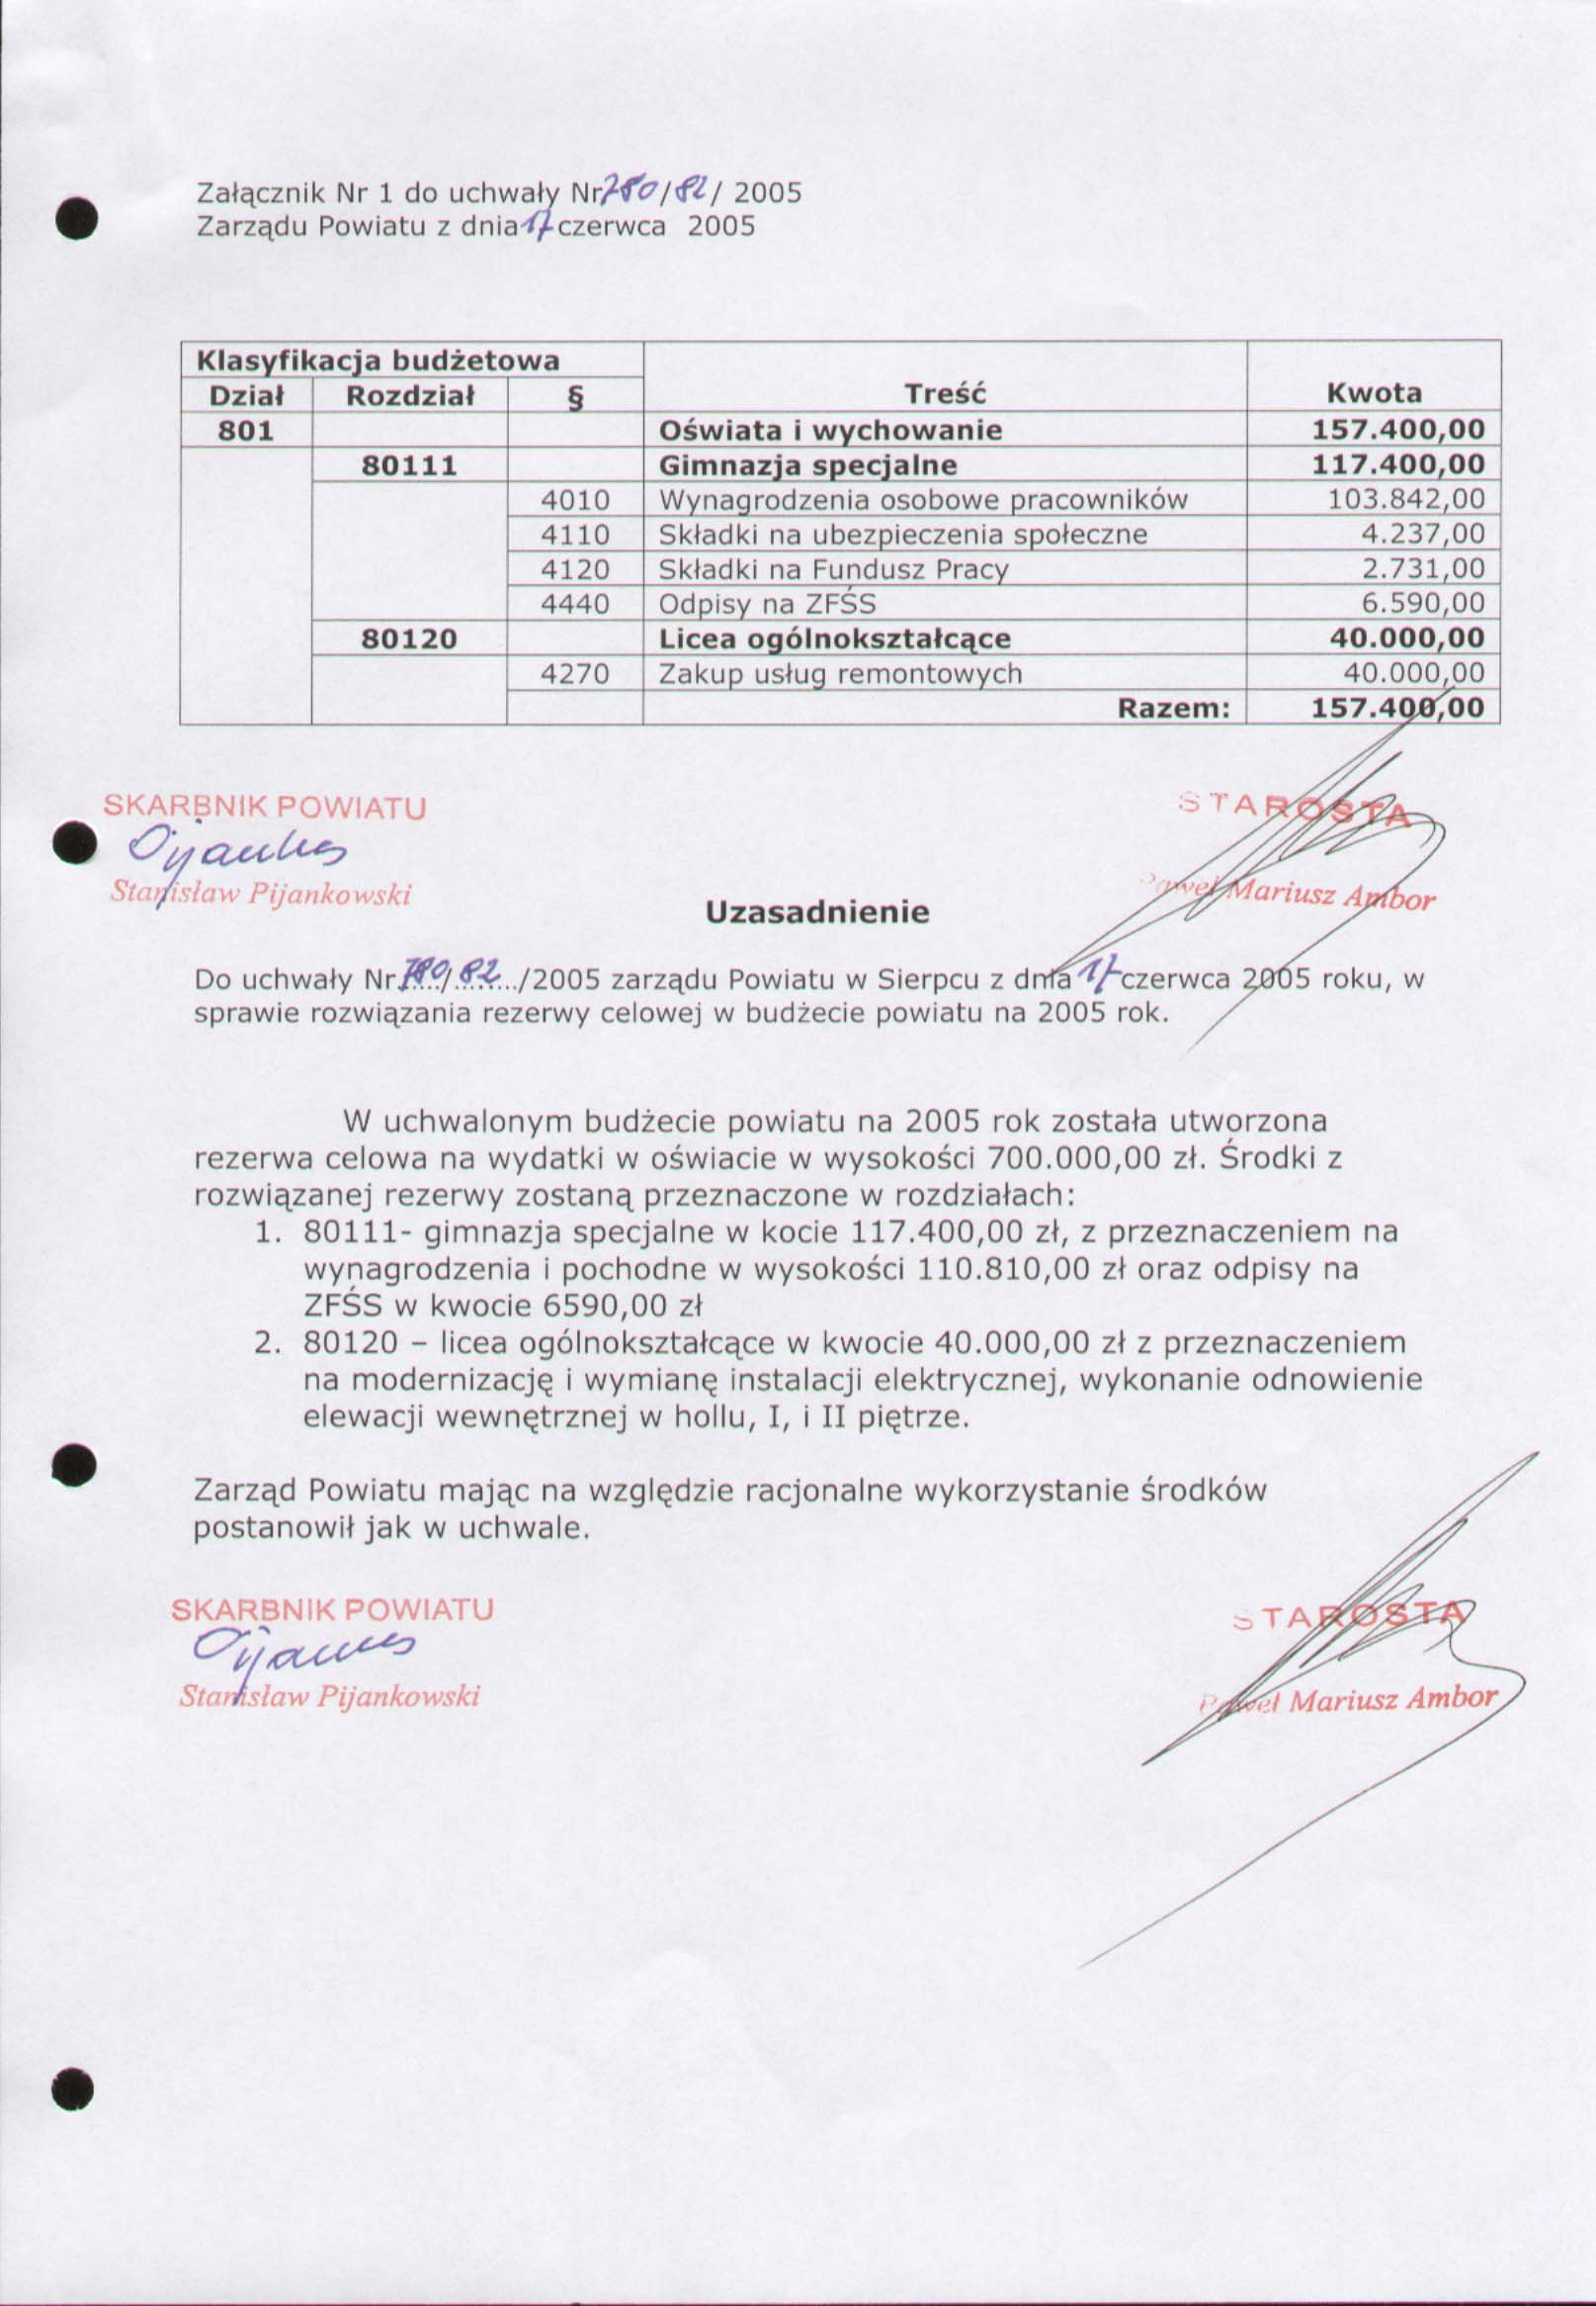 Załącznik Nr 1 do uchwały Nr 780/82/ 2005
Zarządu Powiatu z dnia 17 czerwca 2005
Klasyfikacja budżetowa
Dział Rozdział § Treść Kwota
801 Oświata i wychowanie 157.400,00
80111 Gimnazja specjalne 117.400,00
4010 Wynagrodzenia osobowe pracowników 103.842,00
4110 Składki na ubezpieczenia społeczne 4.237,00
4120 Składki na Fundusz Pracy 2.731,00
4440 Odpisy na ZFŚS 6.590,00
80120 Licea ogólnokształcące 40.000,00
4270 Zakup usług remontowych 40.000,00
Razem: 157.400,00
SKARBNIK POWIATU STAROSTA
Stanisław Pijankowski Paweł Mariusz Ambor
Uzasadnienie
Do uchwały Nr 780/82.../2005 zarządu Powiatu w Sierpcu z dnia 17 czerwca 2005 roku, w
sprawie rozwiązania rezerwy celowej w budżecie powiatu na 2005 rok.
W uchwalonym budżecie powiatu na 2005 rok została utworzona
rezerwa celowa na wydatki w oświacie w wysokości 700.000,00 zł. Środki z
rozwiązanej rezerwy zostaną przeznaczone w rozdziałach:
1. 80111- gimnazja specjalne w kocie 117.400,00 zł, z przeznaczeniem na
wynagrodzenia i pochodne w wysokości 110.810,00 zł oraz odpisy na
ZFŚS w kwocie 6590,00 zł
2. 80120 – licea ogólnokształcące w kwocie 40.000,00 zł z przeznaczeniem
na modernizację i wymianę instalacji elektrycznej, wykonanie odnowienie
elewacji wewnętrznej w hollu, I, i II piętrze.
Zarząd Powiatu mając na względzie racjonalne wykorzystanie środków
postanowił jak w uchwale.
SKARBNIK POWIATU STAROSTA
Stanisław Pijankowski Paweł Mariusz Ambor